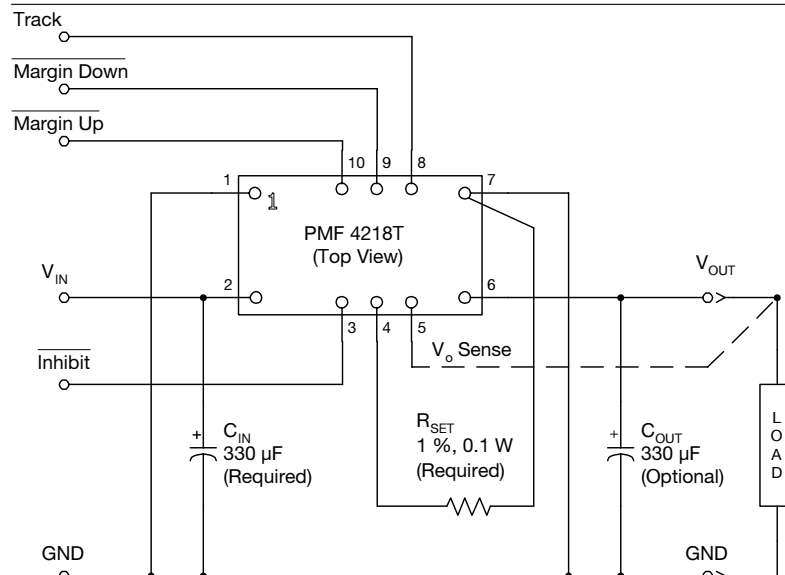 Track
Margin Down
Margin Up
10 9 8
1
7
1
PMF 4218T
(Top View)
V_IN
2
6
V_OUT
3 4 5
V_o Sense
Inhibit
C_IN
330 µF
(Required)
R_SET
1 %, 0.1 W
(Required)
C_OUT
330 µF
(Optional)
L
O
A
D
GND
GND